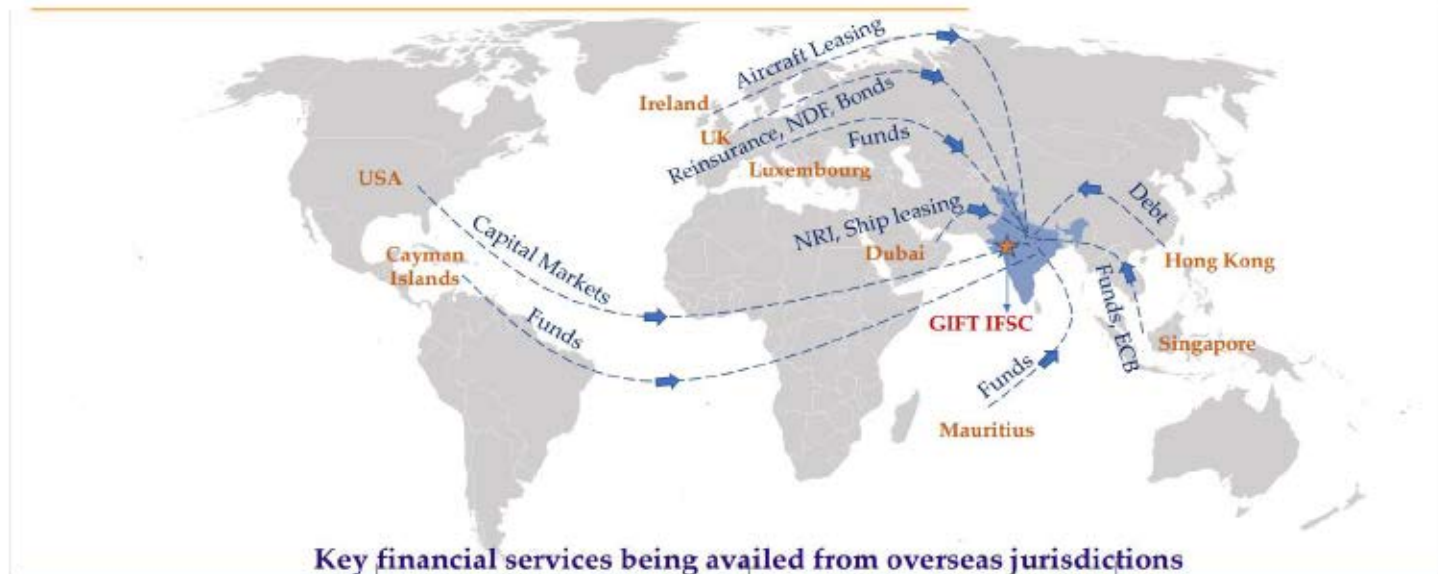 Aircraft Leasing
Ireland
UK
Reinsurance, NDF, Bonds
Funds
Luxembourg
USA
NRI, Ship leasing
Dubai
Debt
Hong Kong
Capital Markets
Cayman
Islands
Funds
GIFT IFSC
Funds, ECB
Singapore
Funds
Mauritius
Key financial services being availed from overseas jurisdictions